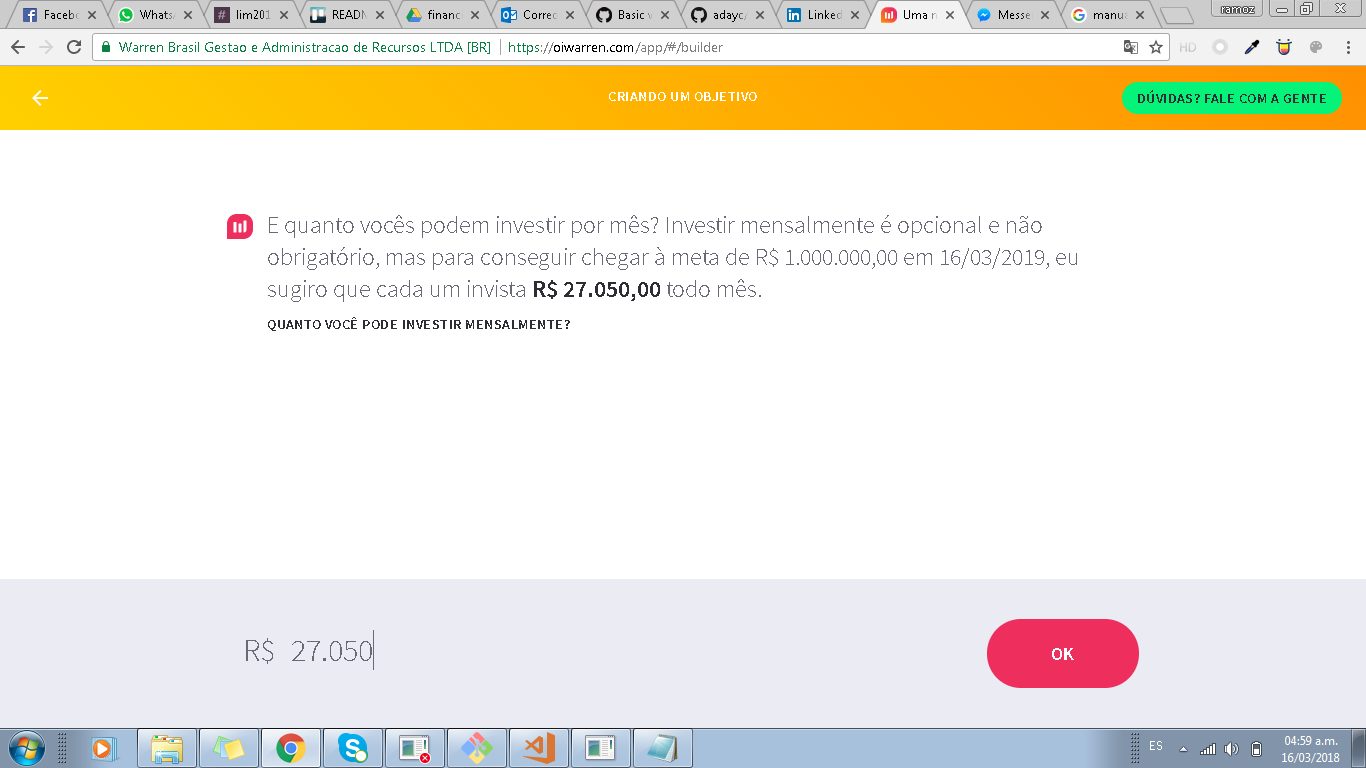 Faceb
Whats
lim201
READM
financ
Correc
Basic
adayc
Linked
Uma n
Messe
manu
ramoz
Warren Brasil Gestao e Administracao de Recursos LTDA [BR]
https://oiwarren.com/app/#/builder
HD
CRIANDO UM OBJETIVO
DÚVIDAS? FALE COM A GENTE
E quanto vocês podem investir por mês? Investir mensalmente é opcional e não
obrigatório, mas para conseguir chegar à meta de R$ 1.000.000,00 em 16/03/2019, eu
sugiro que cada um invista R$ 27.050,00 todo mês.
QUANTO VOCÊ PODE INVESTIR MENSALMENTE?
R$ 27.050
OK
ES
04:59 a.m.
16/03/2018